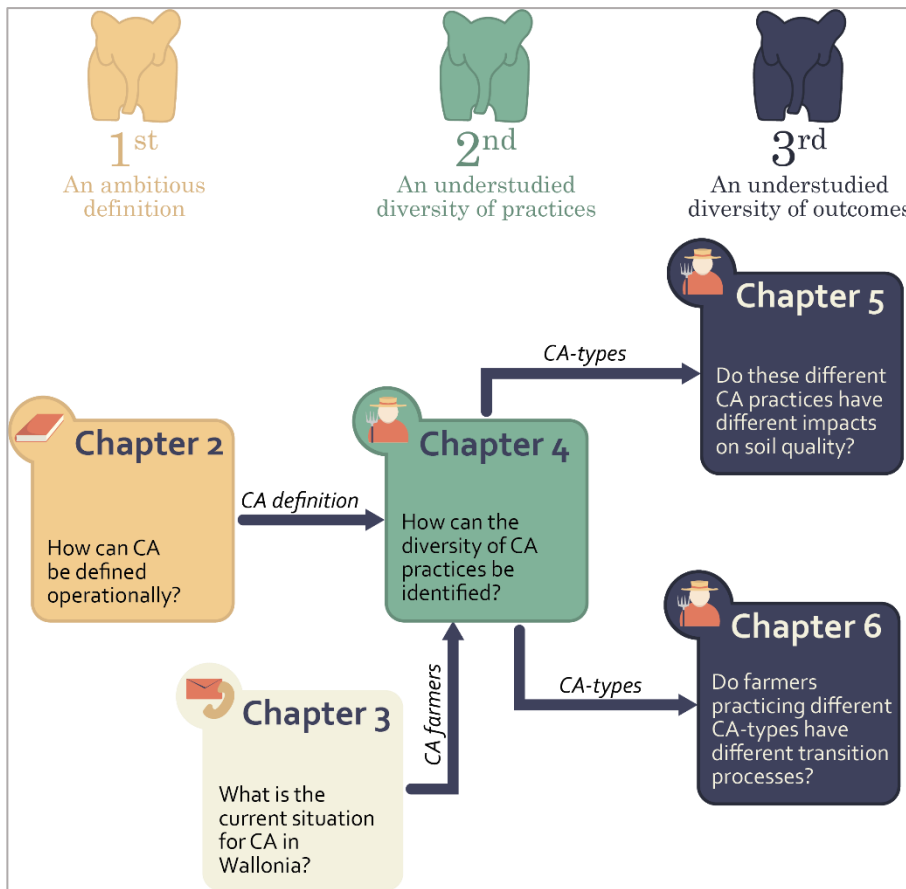 1st
An ambitious
definition
2nd
An understudied
diversity of practices
3rd
An understudied
diversity of outcomes
Chapter 5
Do these different
CA practices have
different impacts
on soil quality?
CA-types
Chapter 2
How can CA
be defined
operationally?
CA definition
Chapter 4
How can the
diversity of CA
practices be
identified?
Chapter 3
What is the
current situation
for CA in
Wallonia?
CA farmers
CA-types
Chapter 6
Do farmers
practicing different
CA-types have
different transition
processes?